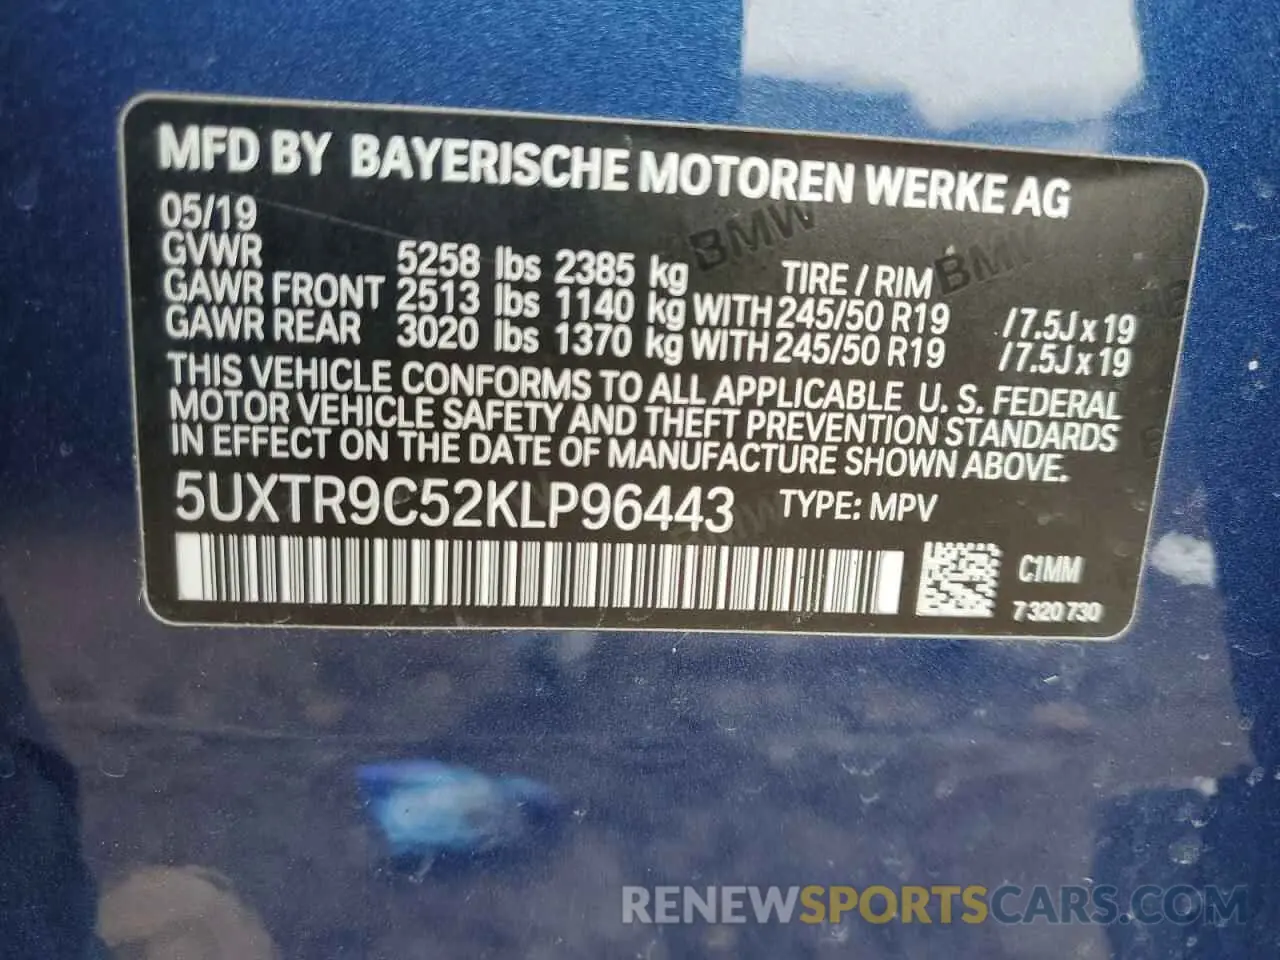 MFD BY BAYERISCHE MOTOREN WERKE AG
05/19
GVWR 5258 lbs 2385 kg TIRE / RIM
GAWR FRONT 2513 lbs 1140 kg WITH 245/50 R19 /7.5J x 19
GAWR REAR 3020 lbs 1370 kg WITH 245/50 R19 /7.5J x 19
THIS VEHICLE CONFORMS TO ALL APPLICABLE U. S. FEDERAL
MOTOR VEHICLE SAFETY AND THEFT PREVENTION STANDARDS
IN EFFECT ON THE DATE OF MANUFACTURE SHOWN ABOVE.
5UXTR9C52KLP96443 TYPE: MPV
C1MM
7 320 730
BMW
BMW
BMW
RENEWSPORTSCARS.COM